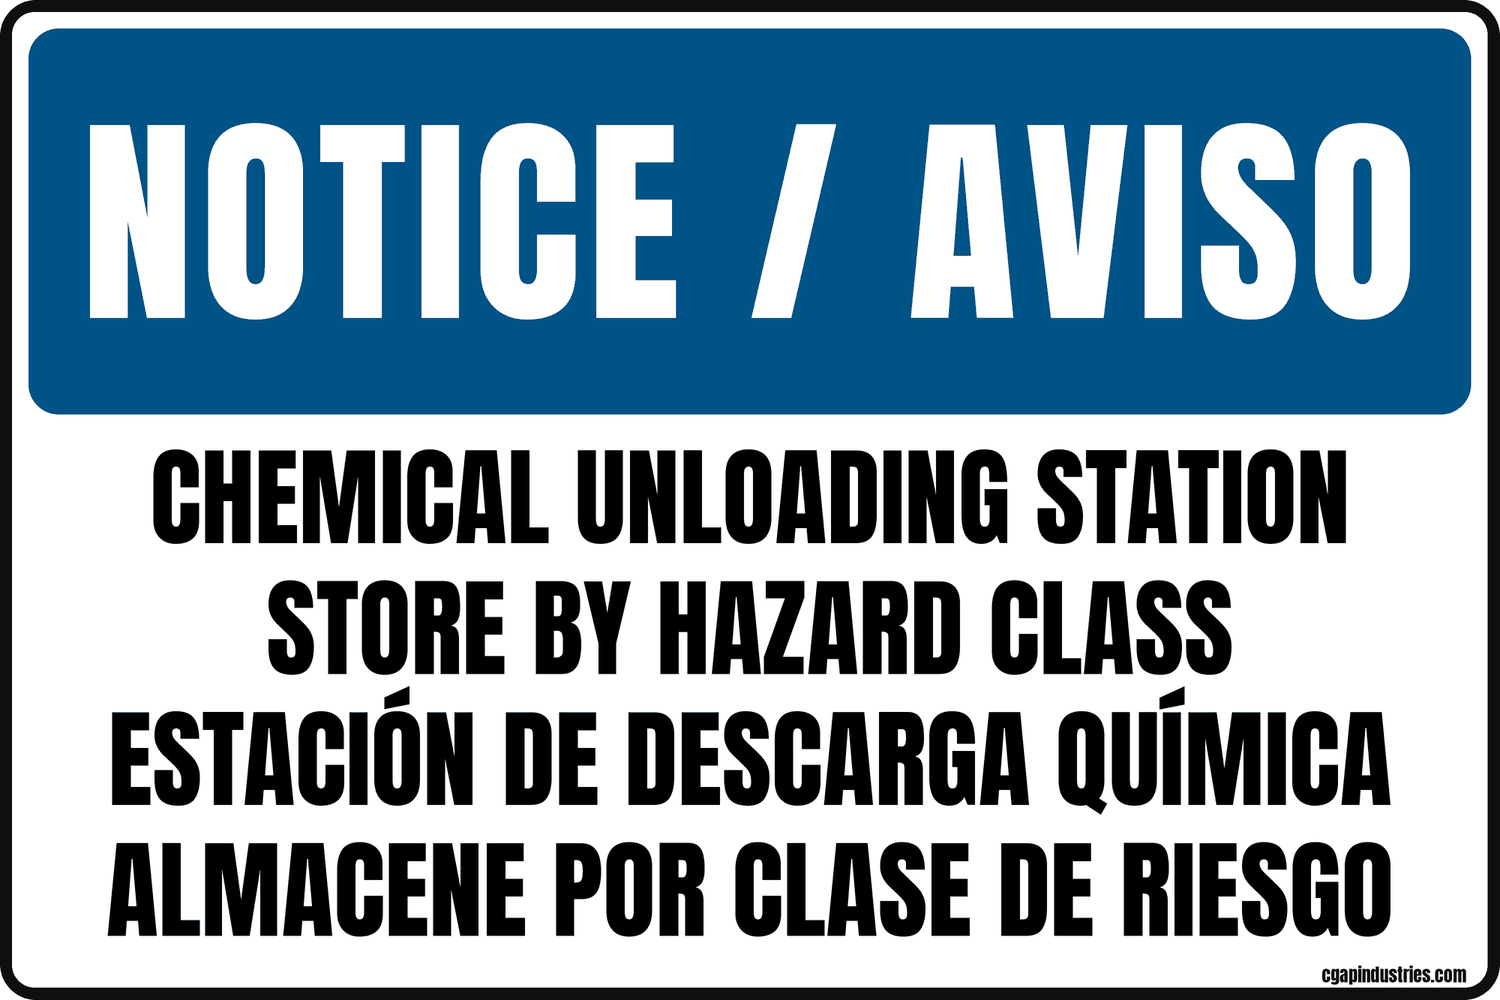 NOTICE / AVISO
CHEMICAL UNLOADING STATION
STORE BY HAZARD CLASS
ESTACIÓN DE DESCARGA QUÍMICA
ALMACENE POR CLASE DE RIESGO
cgapindustries.com